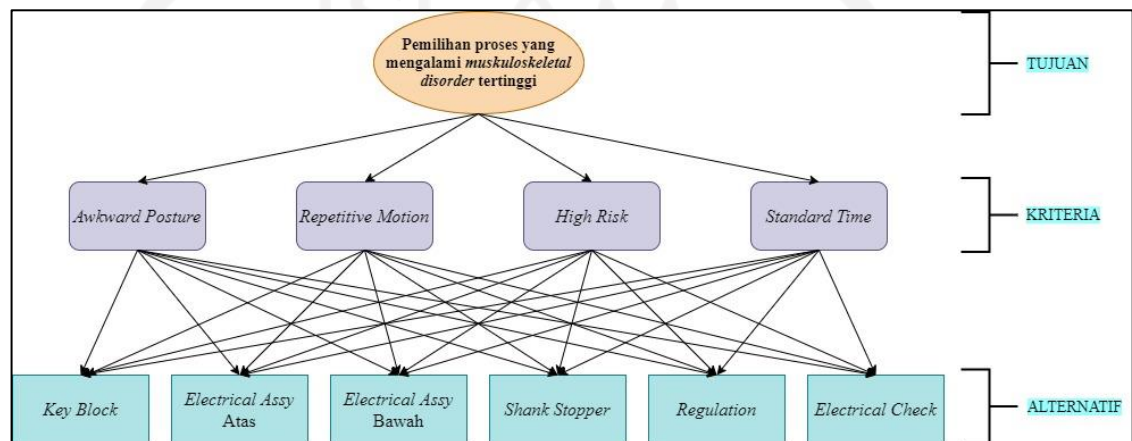 Pemilihan proses yang
mengalami muskuloskeletal
disorder tertinggi
TUJUAN
Awkward Posture
Repetitive Motion
High Risk
Standard Time
KRITERIA
Key Block
Electrical Assy
Atas
Electrical Assy
Bawah
Shank Stopper
Regulation
Electrical Check
ALTERNATIF